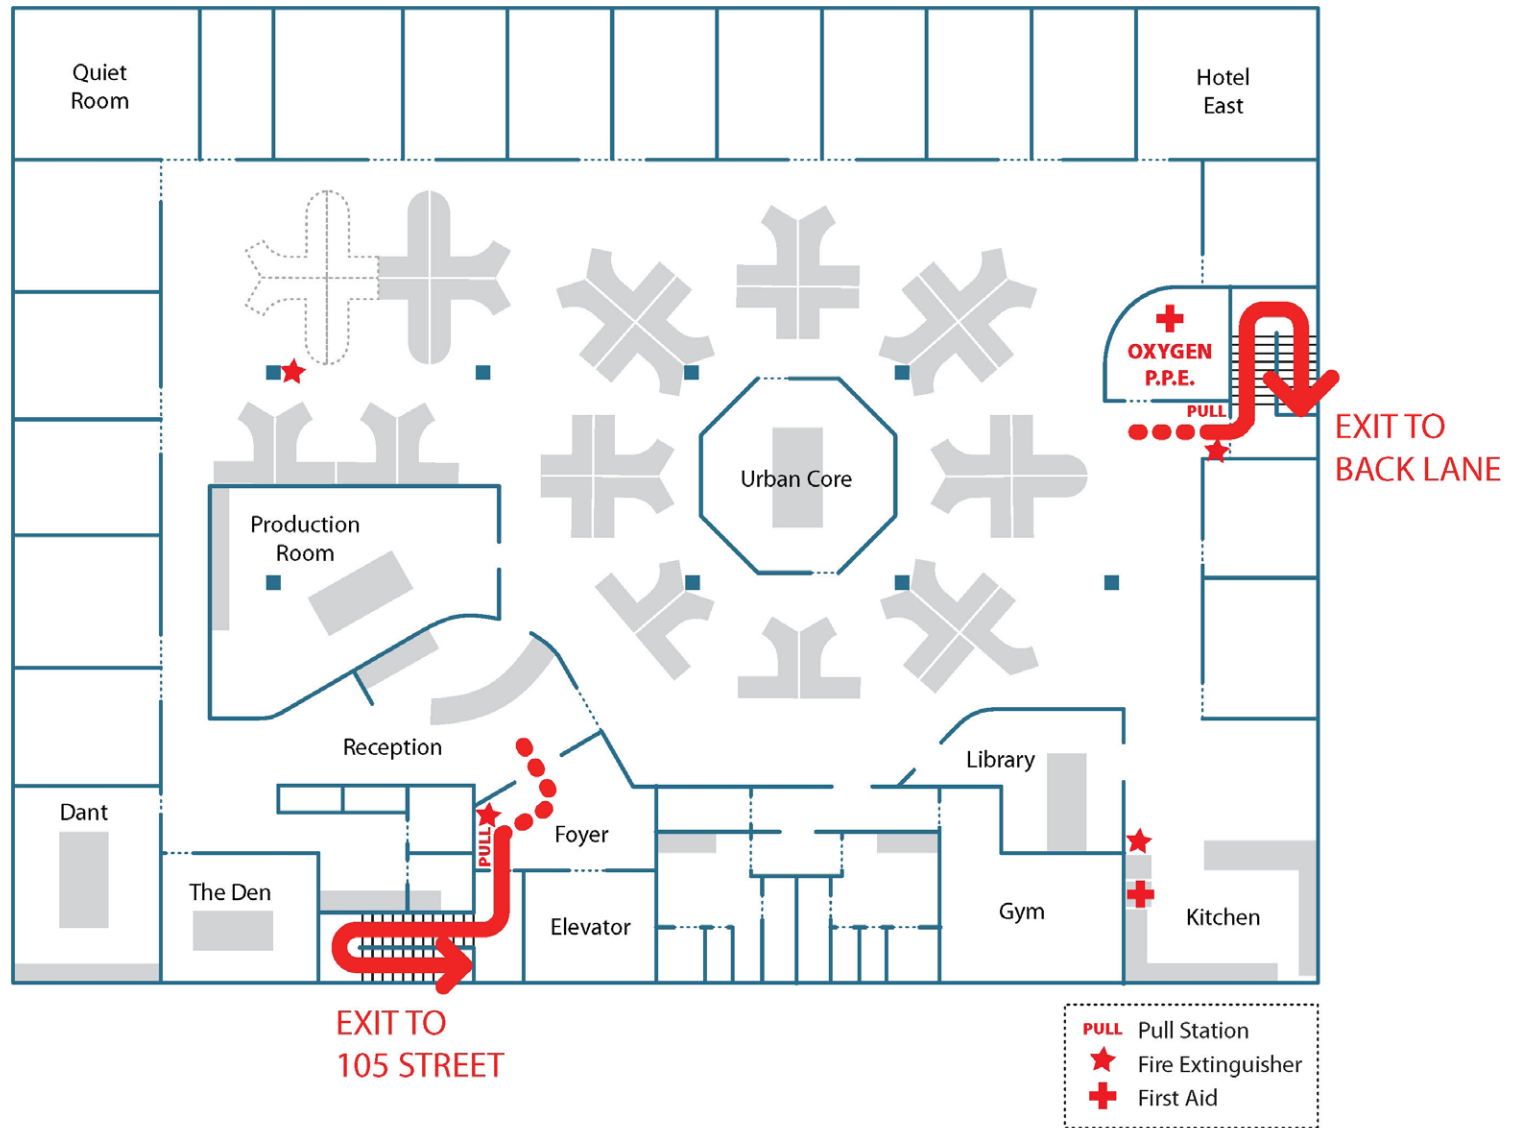 Quiet
Room
Hotel
East
OXYGEN
P.P.E.
PULL
EXIT TO
BACK LANE
Urban Core
Production
Room
Reception
Library
Dant
PULL
Foyer
The Den
Elevator
Gym
Kitchen
EXIT TO
105 STREET
PULL Pull Station
Fire Extinguisher
First Aid